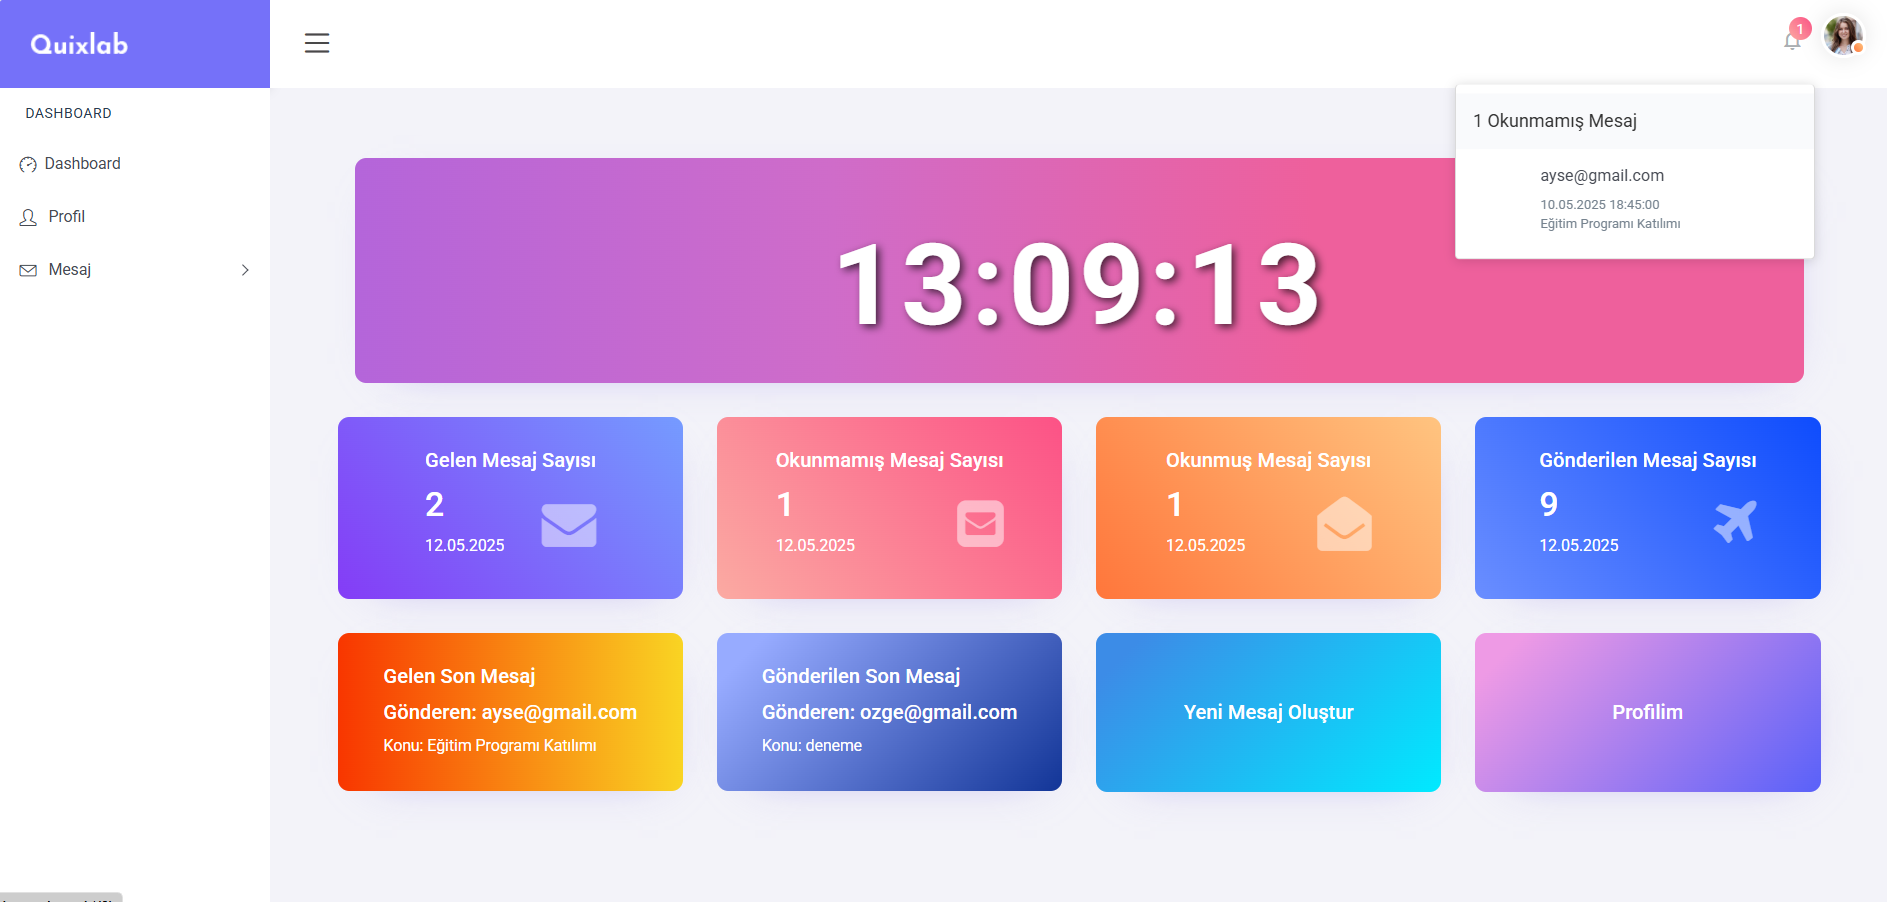 Quixlab
1
DASHBOARD
Dashboard
Profil
Mesaj
1 Okunmamış Mesaj
ayse@gmail.com
10.05.2025 18:45:00
Eğitim Programı Katılımı
13:09:13
Gelen Mesaj Sayısı
2
12.05.2025
Okunmamış Mesaj Sayısı
1
12.05.2025
Okunmuş Mesaj Sayısı
1
12.05.2025
Gönderilen Mesaj Sayısı
9
12.05.2025
Gelen Son Mesaj
Gönderen: ayse@gmail.com
Konu: Eğitim Programı Katılımı
Gönderilen Son Mesaj
Gönderen: ozge@gmail.com
Konu: deneme
Yeni Mesaj Oluştur
Profilim